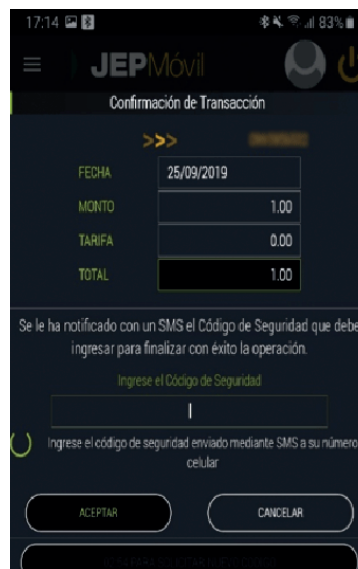 17:14 83%
JEPMóvil
Confirmación de Transacción
>>>
FECHA 25/09/2019
MONTO 1.00
TARIFA 0.00
TOTAL 1.00
Se le ha notificado con un SMS el Código de Seguridad que debe
ingresar para finalizar con éxito la operación.
Ingrese el Código de Seguridad
Ingrese el código de seguridad enviado mediante SMS a su número
celular
ACEPTAR CANCELAR